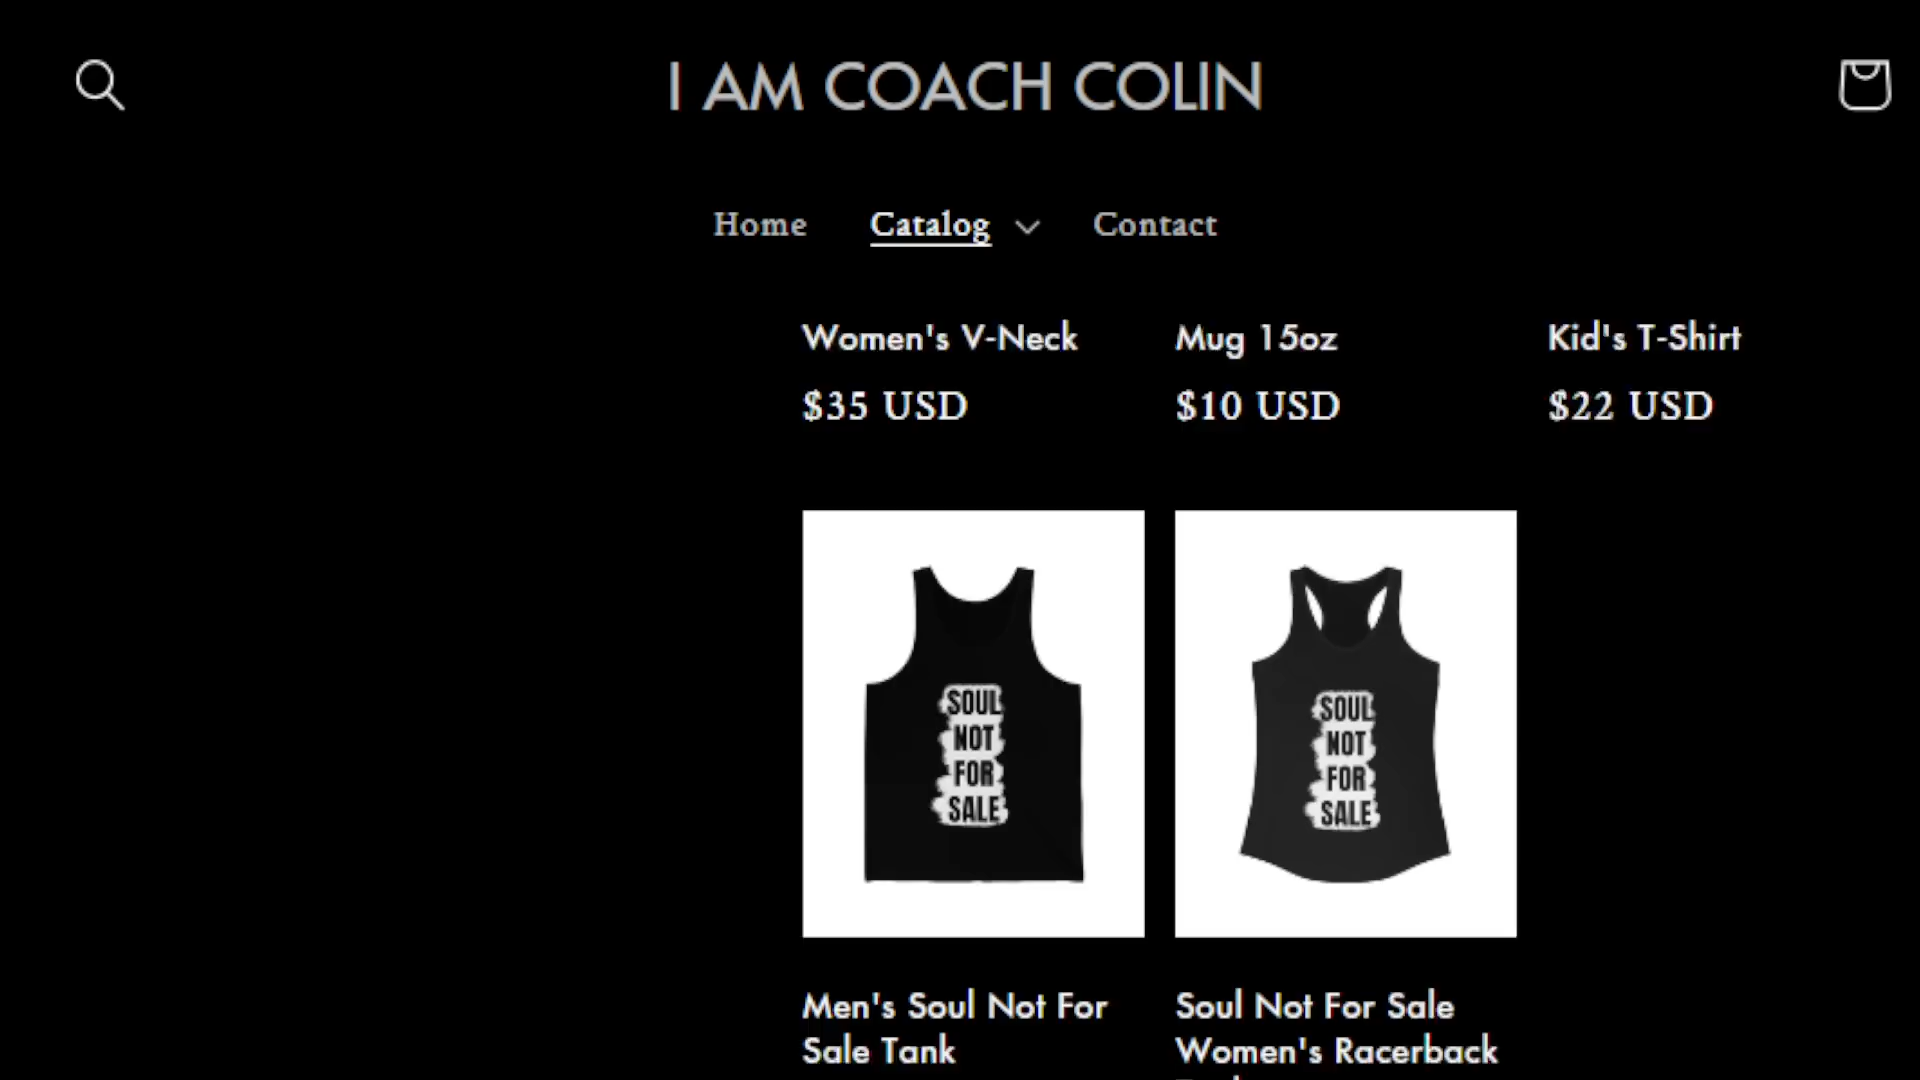 I AM COACH COLIN
Home Catalog Contact
Women's V-Neck
$35 USD
Mug 15oz
$10 USD
Kid's T-Shirt
$22 USD
SOUL
NOT
FOR
SALE
SOUL
NOT
FOR
SALE
Men's Soul Not For
Sale Tank
Soul Not For Sale
Women's Racerback